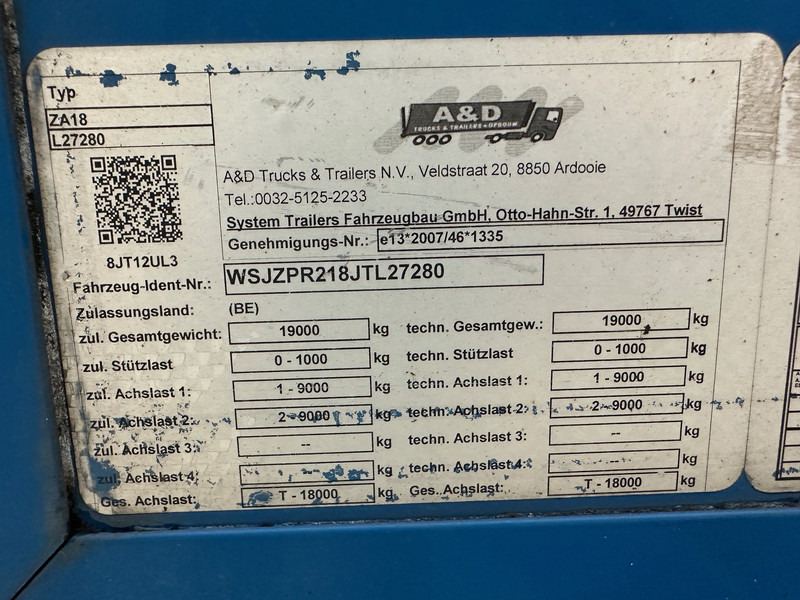 Typ
ZA18
L27280
A&D
TRUCKS & TRAILERS • OPBOUW
A&D Trucks & Trailers N.V., Veldstraat 20, 8850 Ardooie
Tel.:0032-5125-2233
System Trailers Fahrzeugbau GmbH, Otto-Hahn-Str. 1, 49767 Twist
Genehmigungs-Nr.: e13*2007/46*1335
8JT12UL3
Fahrzeug-Ident-Nr.: WSJZPR218JTL27280
Zulassungsland: (BE)
zul. Gesamtgewicht: 19000 kg techn. Gesamtgew.: 19000 kg
zul. Stützlast 0 - 1000 kg techn. Stützlast 0 - 1000 kg
zul. Achslast 1: 1 - 9000 kg techn. Achslast 1: 1 - 9000 kg
zul. Achslast 2: 2 - 9000 kg techn. Achslast 2: 2 - 9000 kg
zul. Achslast 3: -- kg techn. Achslast 3: -- kg
zul. Achslast 4: -- kg techn. Achslast 4: -- kg
Ges. Achslast: T - 18000 kg Ges. Achslast: T - 18000 kg